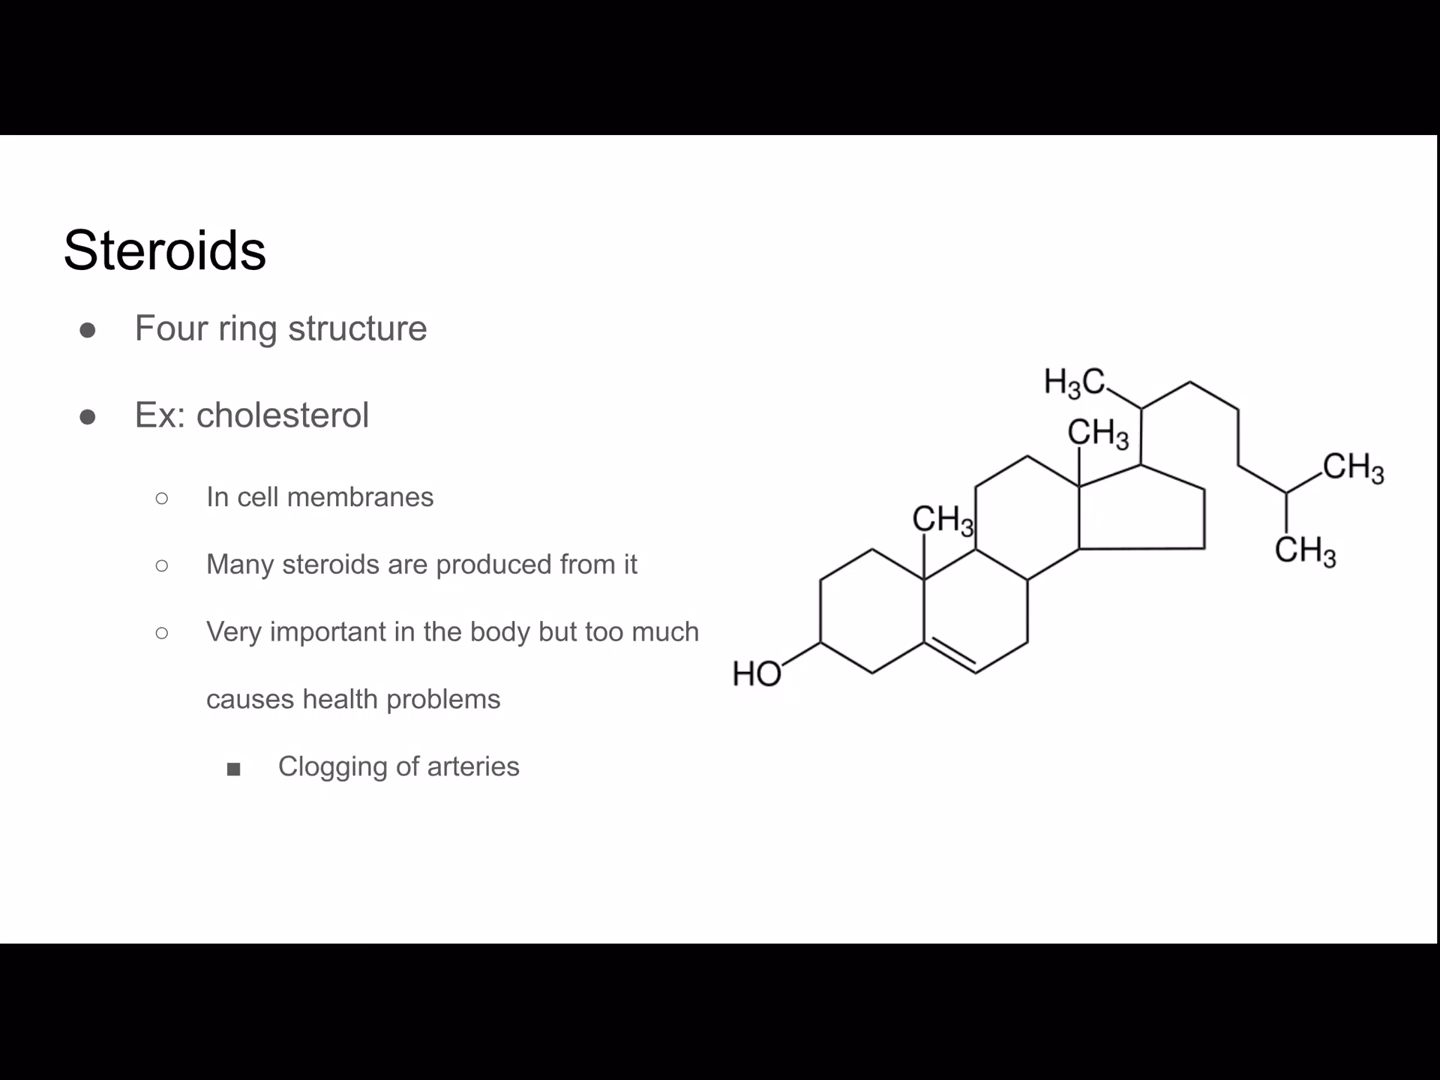 Steroids
● Four ring structure
● Ex: cholesterol
○ In cell membranes
○ Many steroids are produced from it
○ Very important in the body but too much
causes health problems
■ Clogging of arteries
H₃C
CH₃
CH₃
CH₃
CH₃
HO